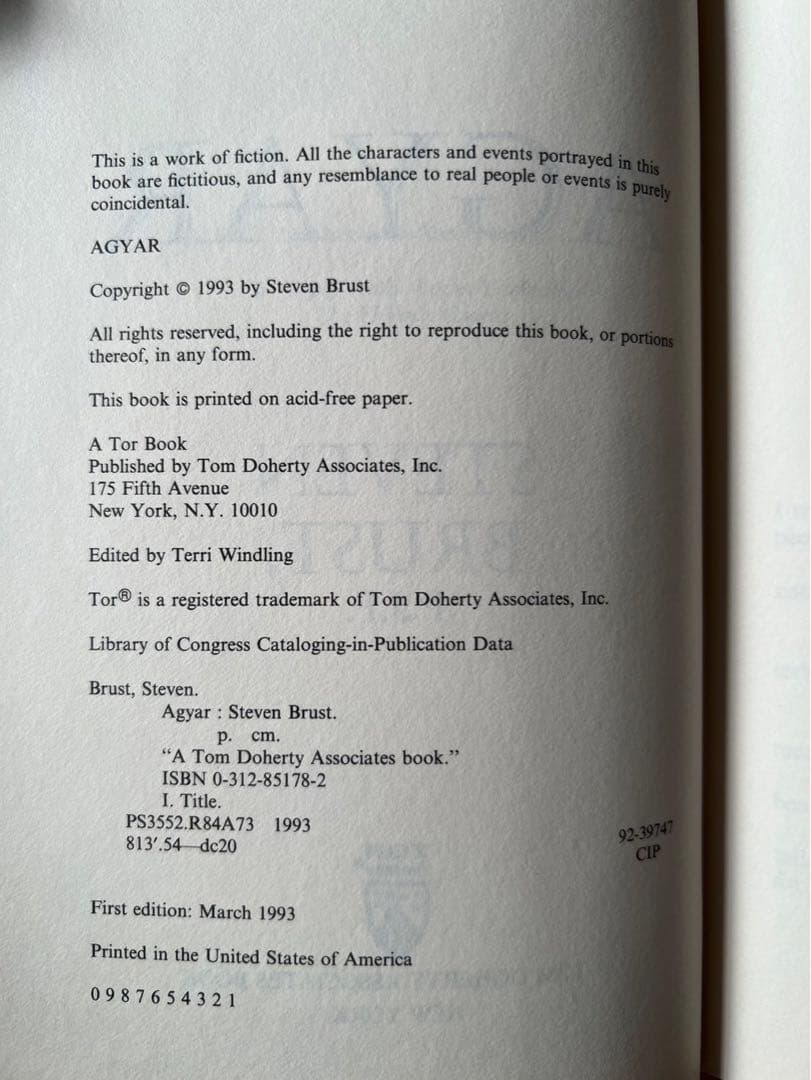 This is a work of fiction. All the characters and events portrayed in this
book are fictitious, and any resemblance to real people or events is purely
coincidental.
AGYAR
Copyright © 1993 by Steven Brust
All rights reserved, including the right to reproduce this book, or portions
thereof, in any form.
This book is printed on acid-free paper.
A Tor Book
Published by Tom Doherty Associates, Inc.
175 Fifth Avenue
New York, N.Y. 10010
Edited by Terri Windling
Tor® is a registered trademark of Tom Doherty Associates, Inc.
Library of Congress Cataloging-in-Publication Data
Brust, Steven.
Agyar : Steven Brust.
p. cm.
“A Tom Doherty Associates book.”
ISBN 0-312-85178-2
I. Title.
PS3552.R84A73 1993
813′.54—dc20
92-39747
CIP
First edition: March 1993
Printed in the United States of America
0 9 8 7 6 5 4 3 2 1